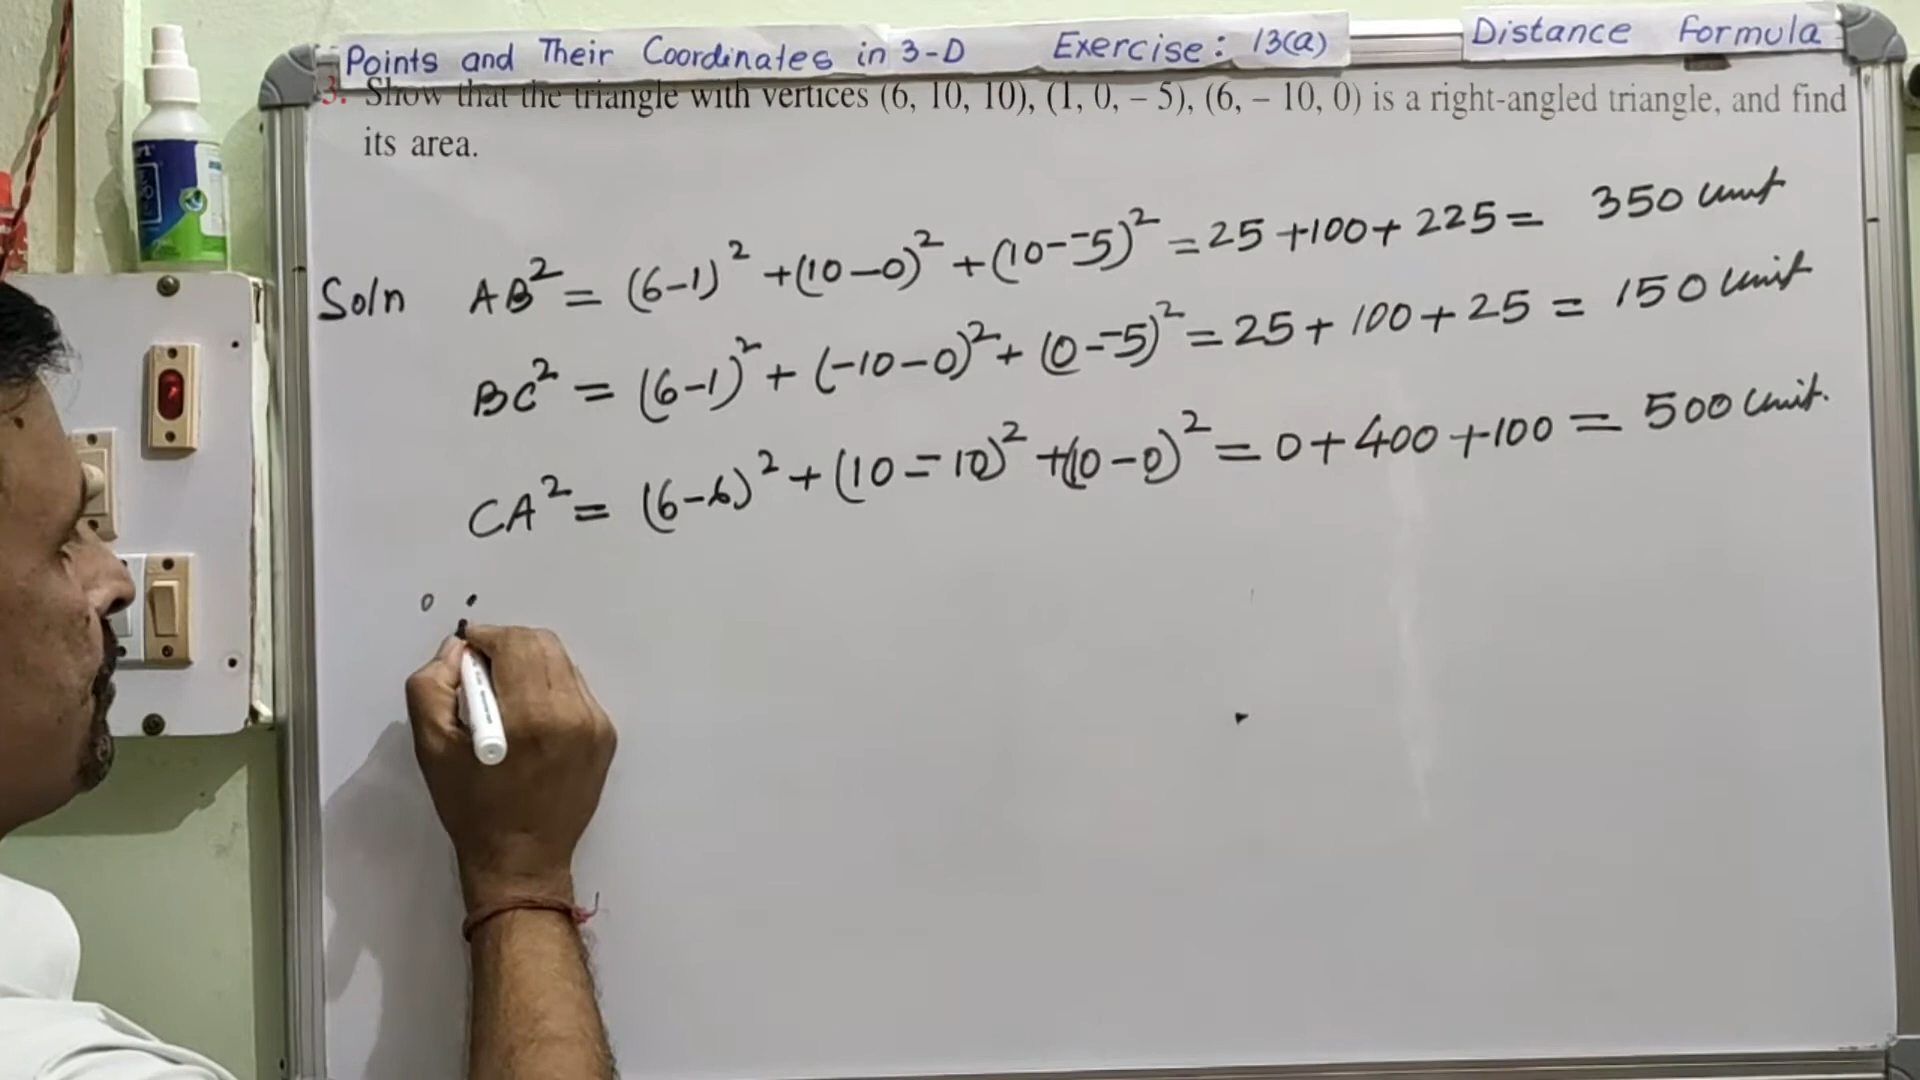 Points and Their Coordinates in 3-D Exercise: 13(a) Distance Formula
3. Show that the triangle with vertices (6, 10, 10), (1, 0, – 5), (6, – 10, 0) is a right-angled triangle, and find
its area.
Soln AB² = (6-1)² +(10-0)² +(10--5)² = 25 +100+ 225 = 350 unit
BC² = (6-1)² + (-10-0)² + (0--5)² = 25 + 100 + 25 = 150 unit
CA² = (6-6)² + (10--10)² +(10-0)² = 0 + 400 +100 = 500 unit.